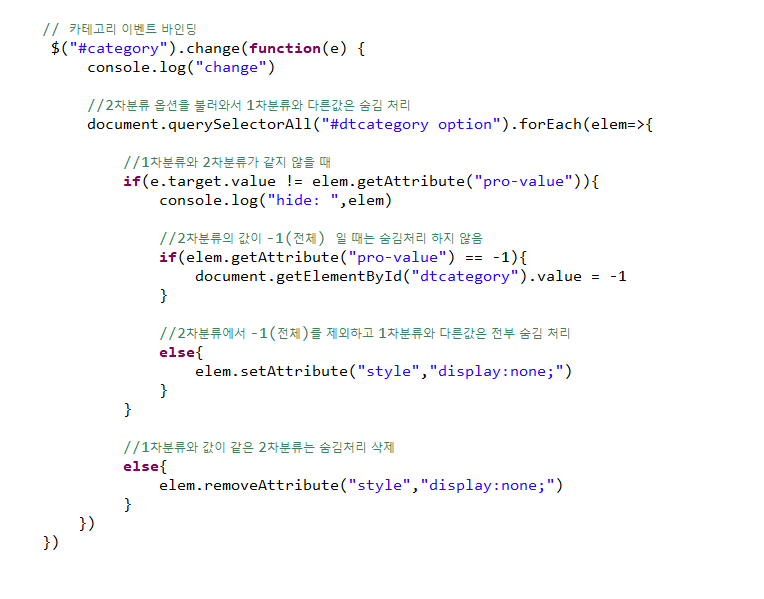 // 카테고리 이벤트 바인딩
$("#category").change(function(e) {
console.log("change")
//2차분류 옵션을 불러와서 1차분류와 다른값은 숨김 처리
document.querySelectorAll("#dtcategory option").forEach(elem=>{
//1차분류와 2차분류가 같지 않을 때
if(e.target.value != elem.getAttribute("pro-value")){
console.log("hide: ",elem)
//2차분류의 값이 -1(전체) 일 때는 숨김처리 하지 않음
if(elem.getAttribute("pro-value") == -1){
document.getElementById("dtcategory").value = -1
}
//2차분류에서 -1(전체)를 제외하고 1차분류와 다른값은 전부 숨김 처리
else{
elem.setAttribute("style","display:none;")
}
}
//1차분류와 값이 같은 2차분류는 숨김처리 삭제
else{
elem.removeAttribute("style","display:none;")
}
})
})